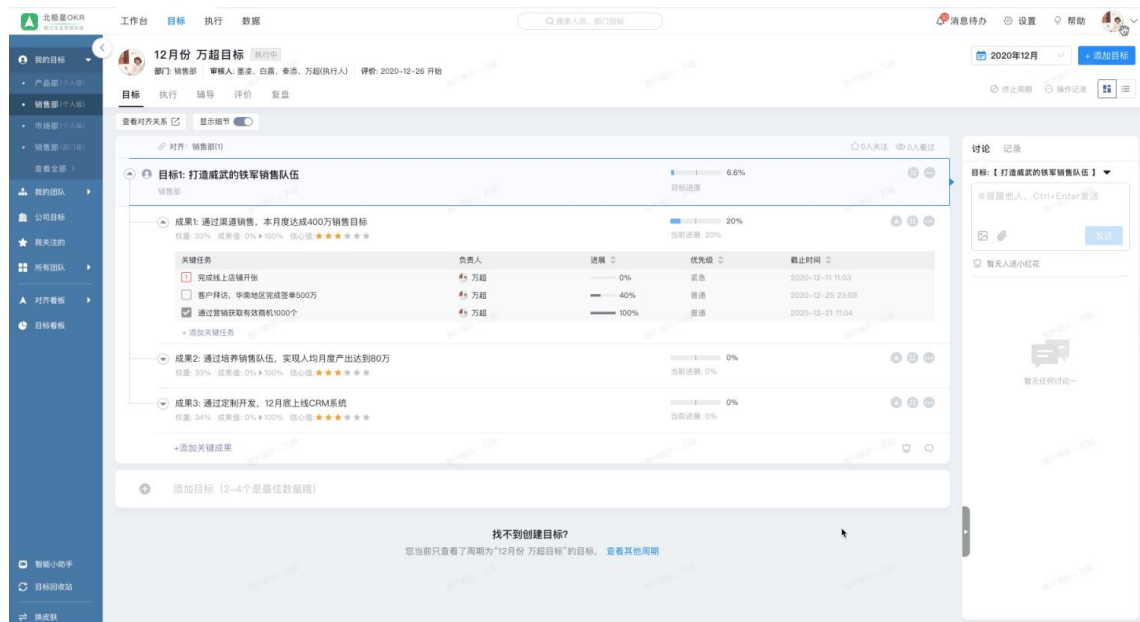 北极星OKR
工作台 目标 执行 数据
搜索人员、部门目标
消息待办 设置 帮助
我的目标
产品部(个人级)
销售部(个人级)
市场部(个人级)
销售部(部门级)
查看全部
我的团队
公司目标
我关注的
所有团队
对齐看板
目标看板
智能小助手
目标回收站
换皮肤
12月份 万超目标 执行中
部门: 销售部 审核人: 墨凌、白露、秦添、万超(执行人) 评价: 2020-12-26 开始
2020年12月 + 添加目标
目标 执行 辅导 评价 复盘
终止周期 操作记录
查看对齐关系 显示细节
对齐: 销售部(1) 0人关注 0人看过
目标1: 打造威武的铁军销售队伍 6.6%
销售部 目标进度
成果1: 通过渠道销售，本月度达成400万销售目标 20%
权重: 33% 成果值: 0%▸100% 信心值: 当前进展: 20%
关键任务 负责人 进展 优先级 截止时间
完成线上店铺开张 万超 0% 紧急 2020-12-11 11:03
客户拜访，华南地区完成签单500万 万超 40% 普通 2020-12-25 23:59
通过营销获取有效商机1000个 万超 100% 普通 2020-12-21 11:04
+ 添加关键任务
成果2: 通过培养销售队伍，实现人均月度产出达到80万 0%
权重: 33% 成果值: 0%▸100% 信心值: 当前进展: 0%
成果3: 通过定制开发，12月底上线CRM系统 0%
权重: 34% 成果值: 0%▸100% 信心值: 当前进展: 0%
+添加关键成果
添加目标（2-4个是最佳数量哦）
找不到创建目标?
您当前只查看了周期为“12月份 万超目标”的目标， 查看其他周期
讨论 记录
目标:【 打造威武的铁军销售队伍 】
@提醒他人，Ctrl+Enter发送
发送
暂无人送小红花
暂无任何讨论~